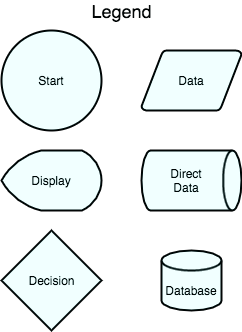 Legend
Start
Data
Display
Direct
Data
Decision
Database